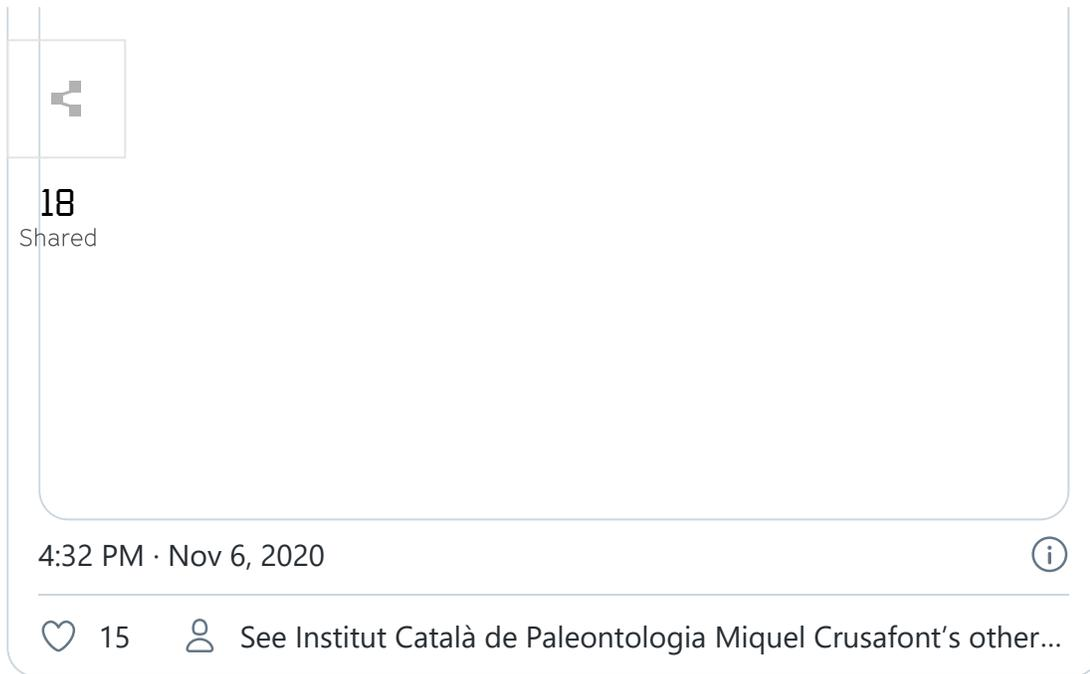 18
Shared
4:32 PM · Nov 6, 2020
15
See Institut Català de Paleontologia Miquel Crusafont’s other…